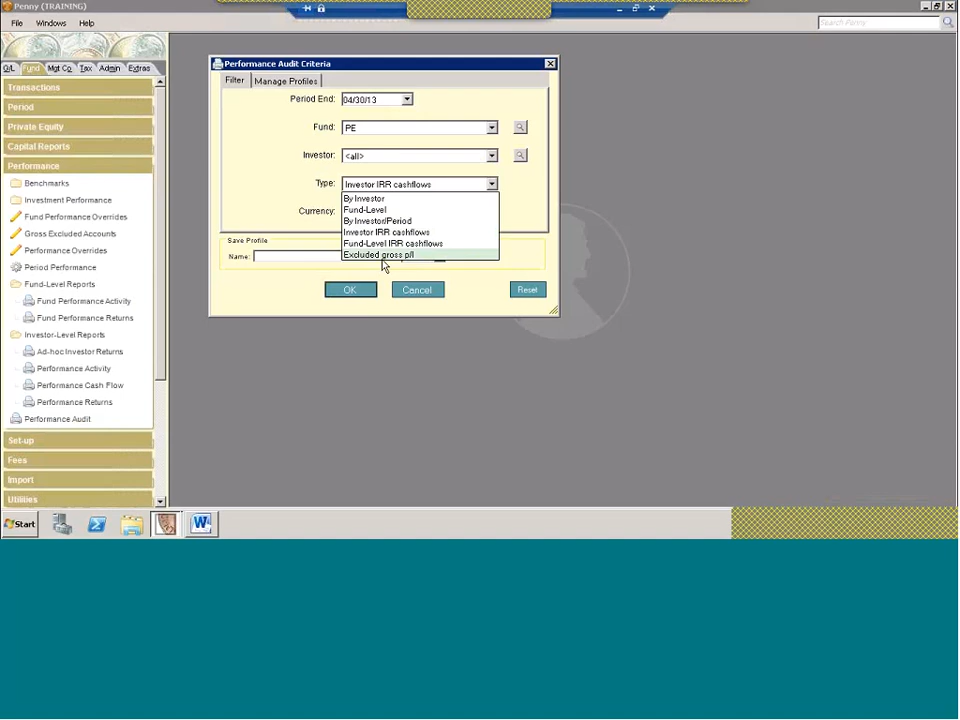 Penny (TRAINING)
File Windows Help
Search Penny
G/L Fund Mgt Co Tax Admin Extras
Transactions
Period
Private Equity
Capital Reports
Performance
Benchmarks
Investment Performance
Fund Performance Overrides
Gross Excluded Accounts
Performance Overrides
Period Performance
Fund-Level Reports
Fund Performance Activity
Fund Performance Returns
Investor-Level Reports
Ad-hoc Investor Returns
Performance Activity
Performance Cash Flow
Performance Returns
Performance Audit
Set-up
Fees
Import
Utilities
Performance Audit Criteria
Filter Manage Profiles
Period End: 04/30/13
Fund: PE
Investor: <all>
Type: Investor IRR cashflows
By Investor
Fund-Level
By Investor/Period
Investor IRR cashflows
Fund-Level IRR cashflows
Excluded gross p/l
Currency:
Save Profile
Name:
OK Cancel Reset
Start